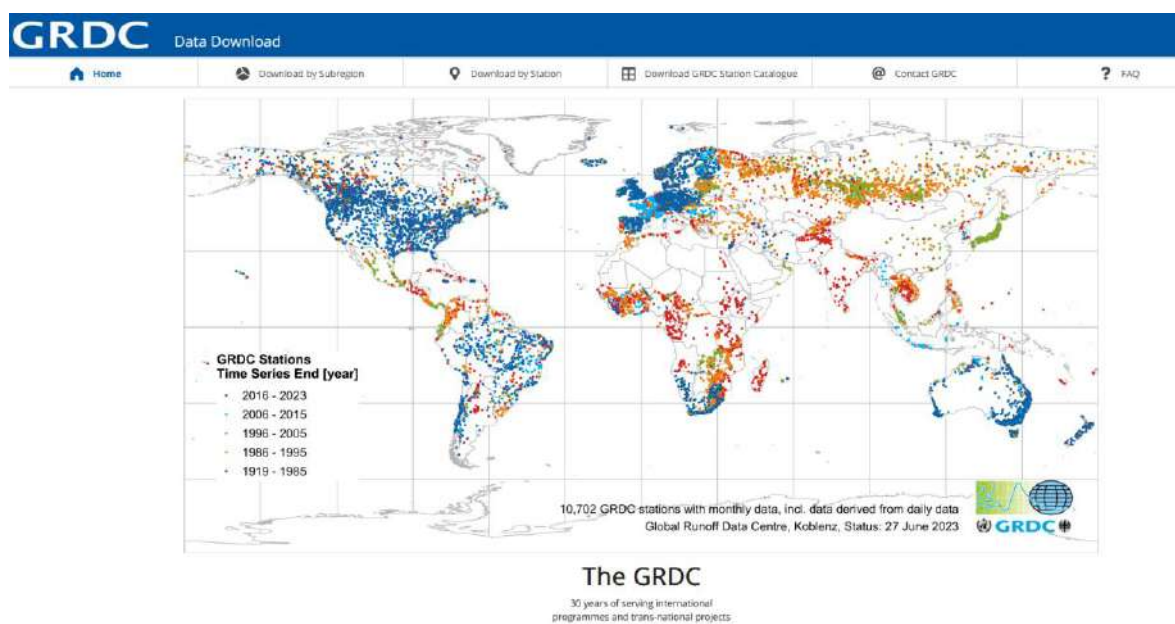 GRDC Data Download
Home Download by Subregion Download by Station Download GRDC Station Catalogue @ Contact GRDC ? FAQ
GRDC Stations
Time Series End [year]
2016 - 2023
2006 - 2015
1996 - 2005
1986 - 1995
1919 - 1985
10,702 GRDC stations with monthly data, incl. data derived from daily data
Global Runoff Data Centre, Koblenz, Status: 27 June 2023
GRDC
The GRDC
30 years of serving international
programmes and trans-national projects